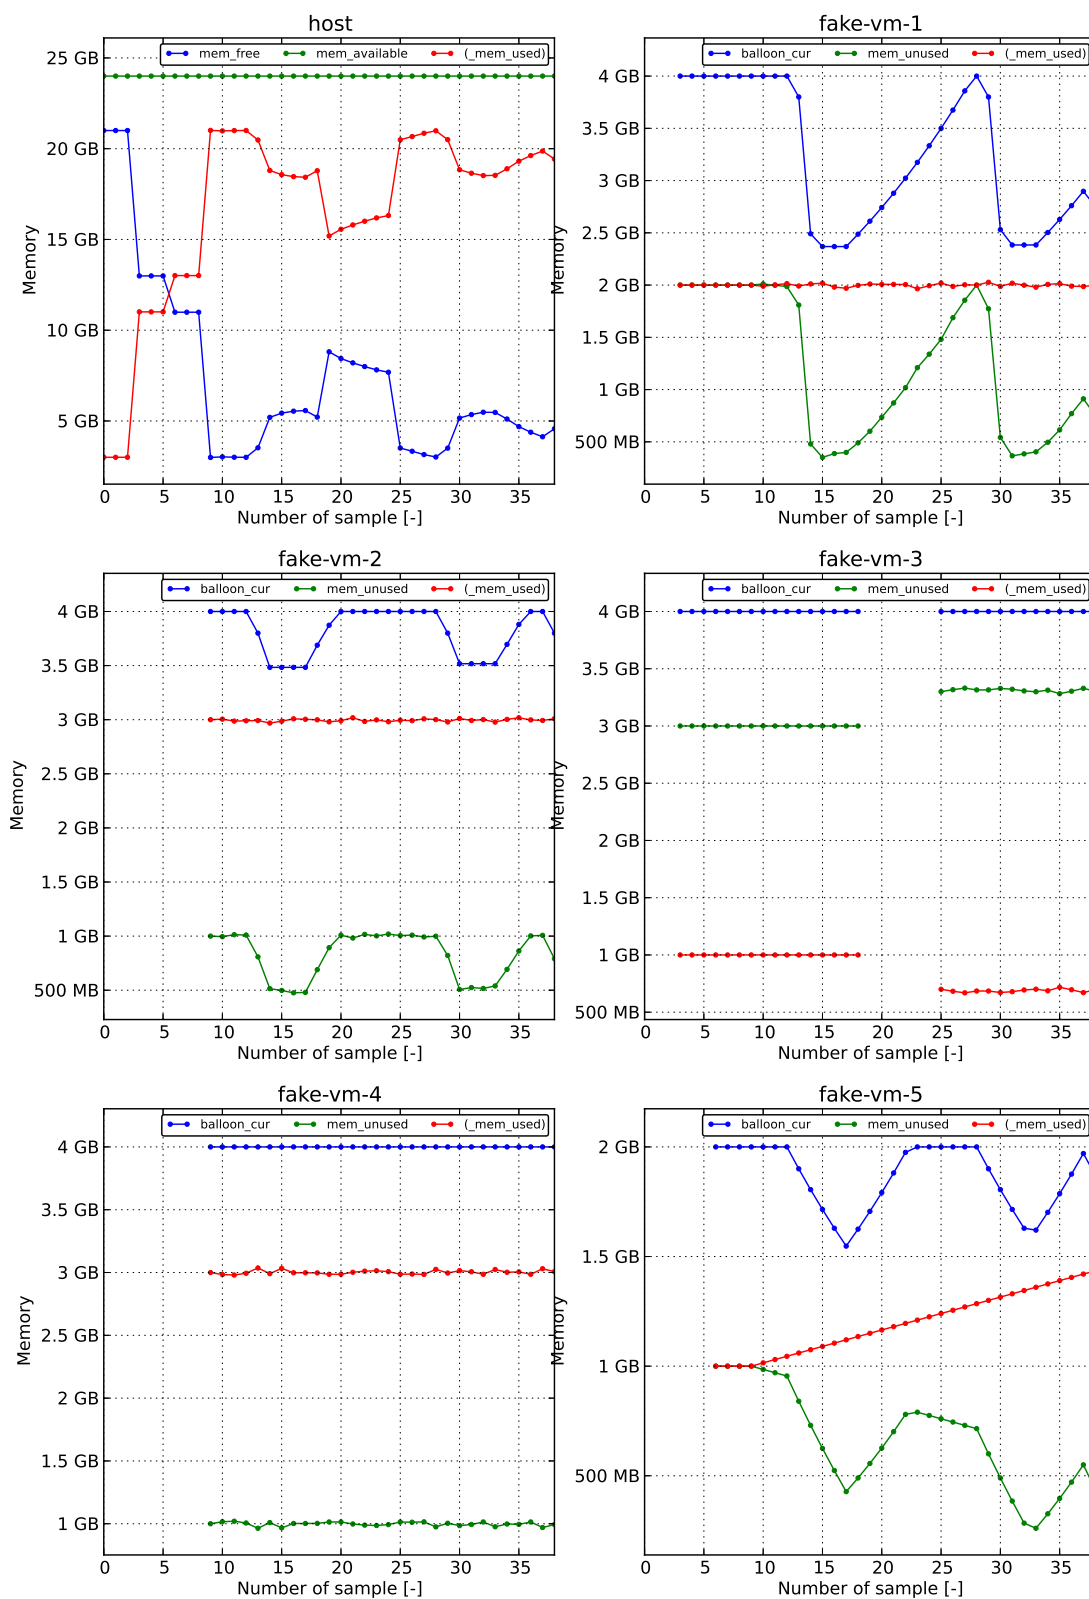 host
mem_free mem_available (_mem_used)
25 GB
20 GB
15 GB
10 GB
5 GB
Memory
0 5 10 15 20 25 30 35
Number of sample [-]
fake-vm-1
balloon_cur mem_unused (_mem_used)
4 GB
3.5 GB
3 GB
2.5 GB
2 GB
1.5 GB
1 GB
500 MB
Memory
0 5 10 15 20 25 30 35
Number of sample [-]
fake-vm-2
balloon_cur mem_unused (_mem_used)
4 GB
3.5 GB
3 GB
2.5 GB
2 GB
1.5 GB
1 GB
500 MB
Memory
0 5 10 15 20 25 30 35
Number of sample [-]
fake-vm-3
balloon_cur mem_unused (_mem_used)
4 GB
3.5 GB
3 GB
2.5 GB
2 GB
1.5 GB
1 GB
500 MB
Memory
0 5 10 15 20 25 30 35
Number of sample [-]
fake-vm-4
balloon_cur mem_unused (_mem_used)
4 GB
3.5 GB
3 GB
2.5 GB
2 GB
1.5 GB
1 GB
Memory
0 5 10 15 20 25 30 35
Number of sample [-]
fake-vm-5
balloon_cur mem_unused (_mem_used)
2 GB
1.5 GB
1 GB
500 MB
Memory
0 5 10 15 20 25 30 35
Number of sample [-]